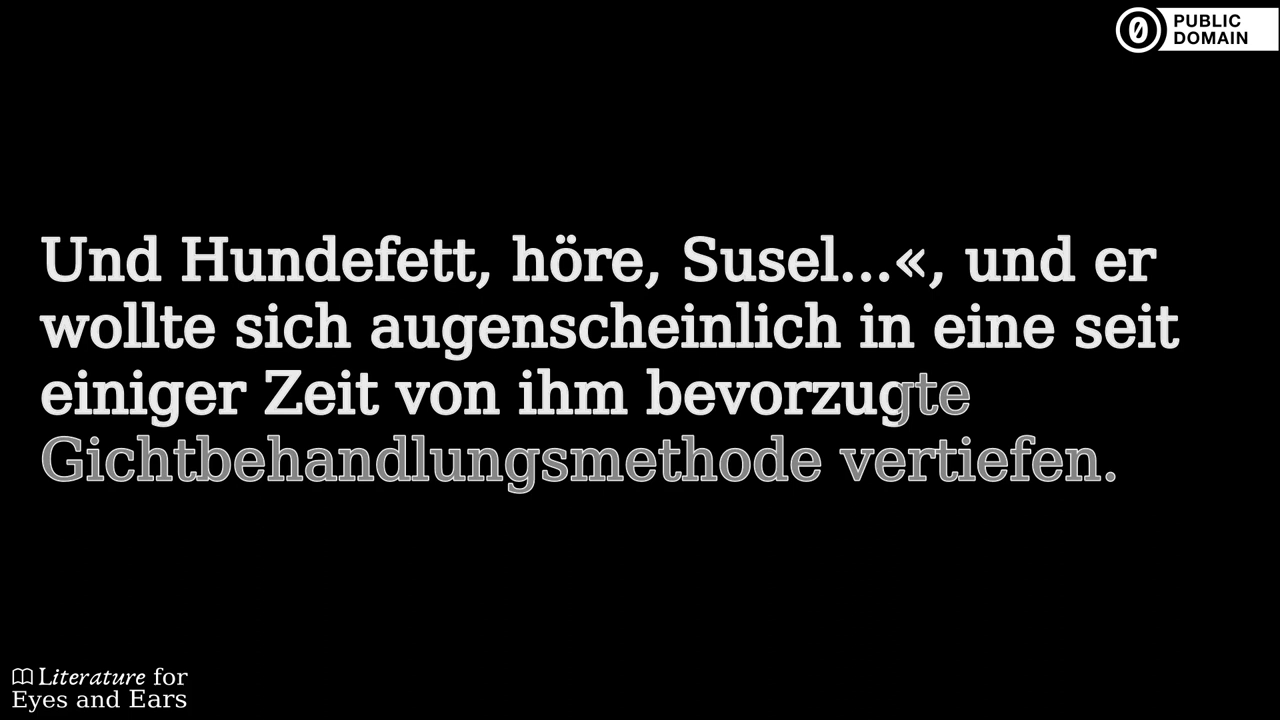 PUBLIC
DOMAIN
Und Hundefett, höre, Susel...«, und er
wollte sich augenscheinlich in eine seit
einiger Zeit von ihm bevorzugte
Gichtbehandlungsmethode vertiefen.
Literature for
Eyes and Ears